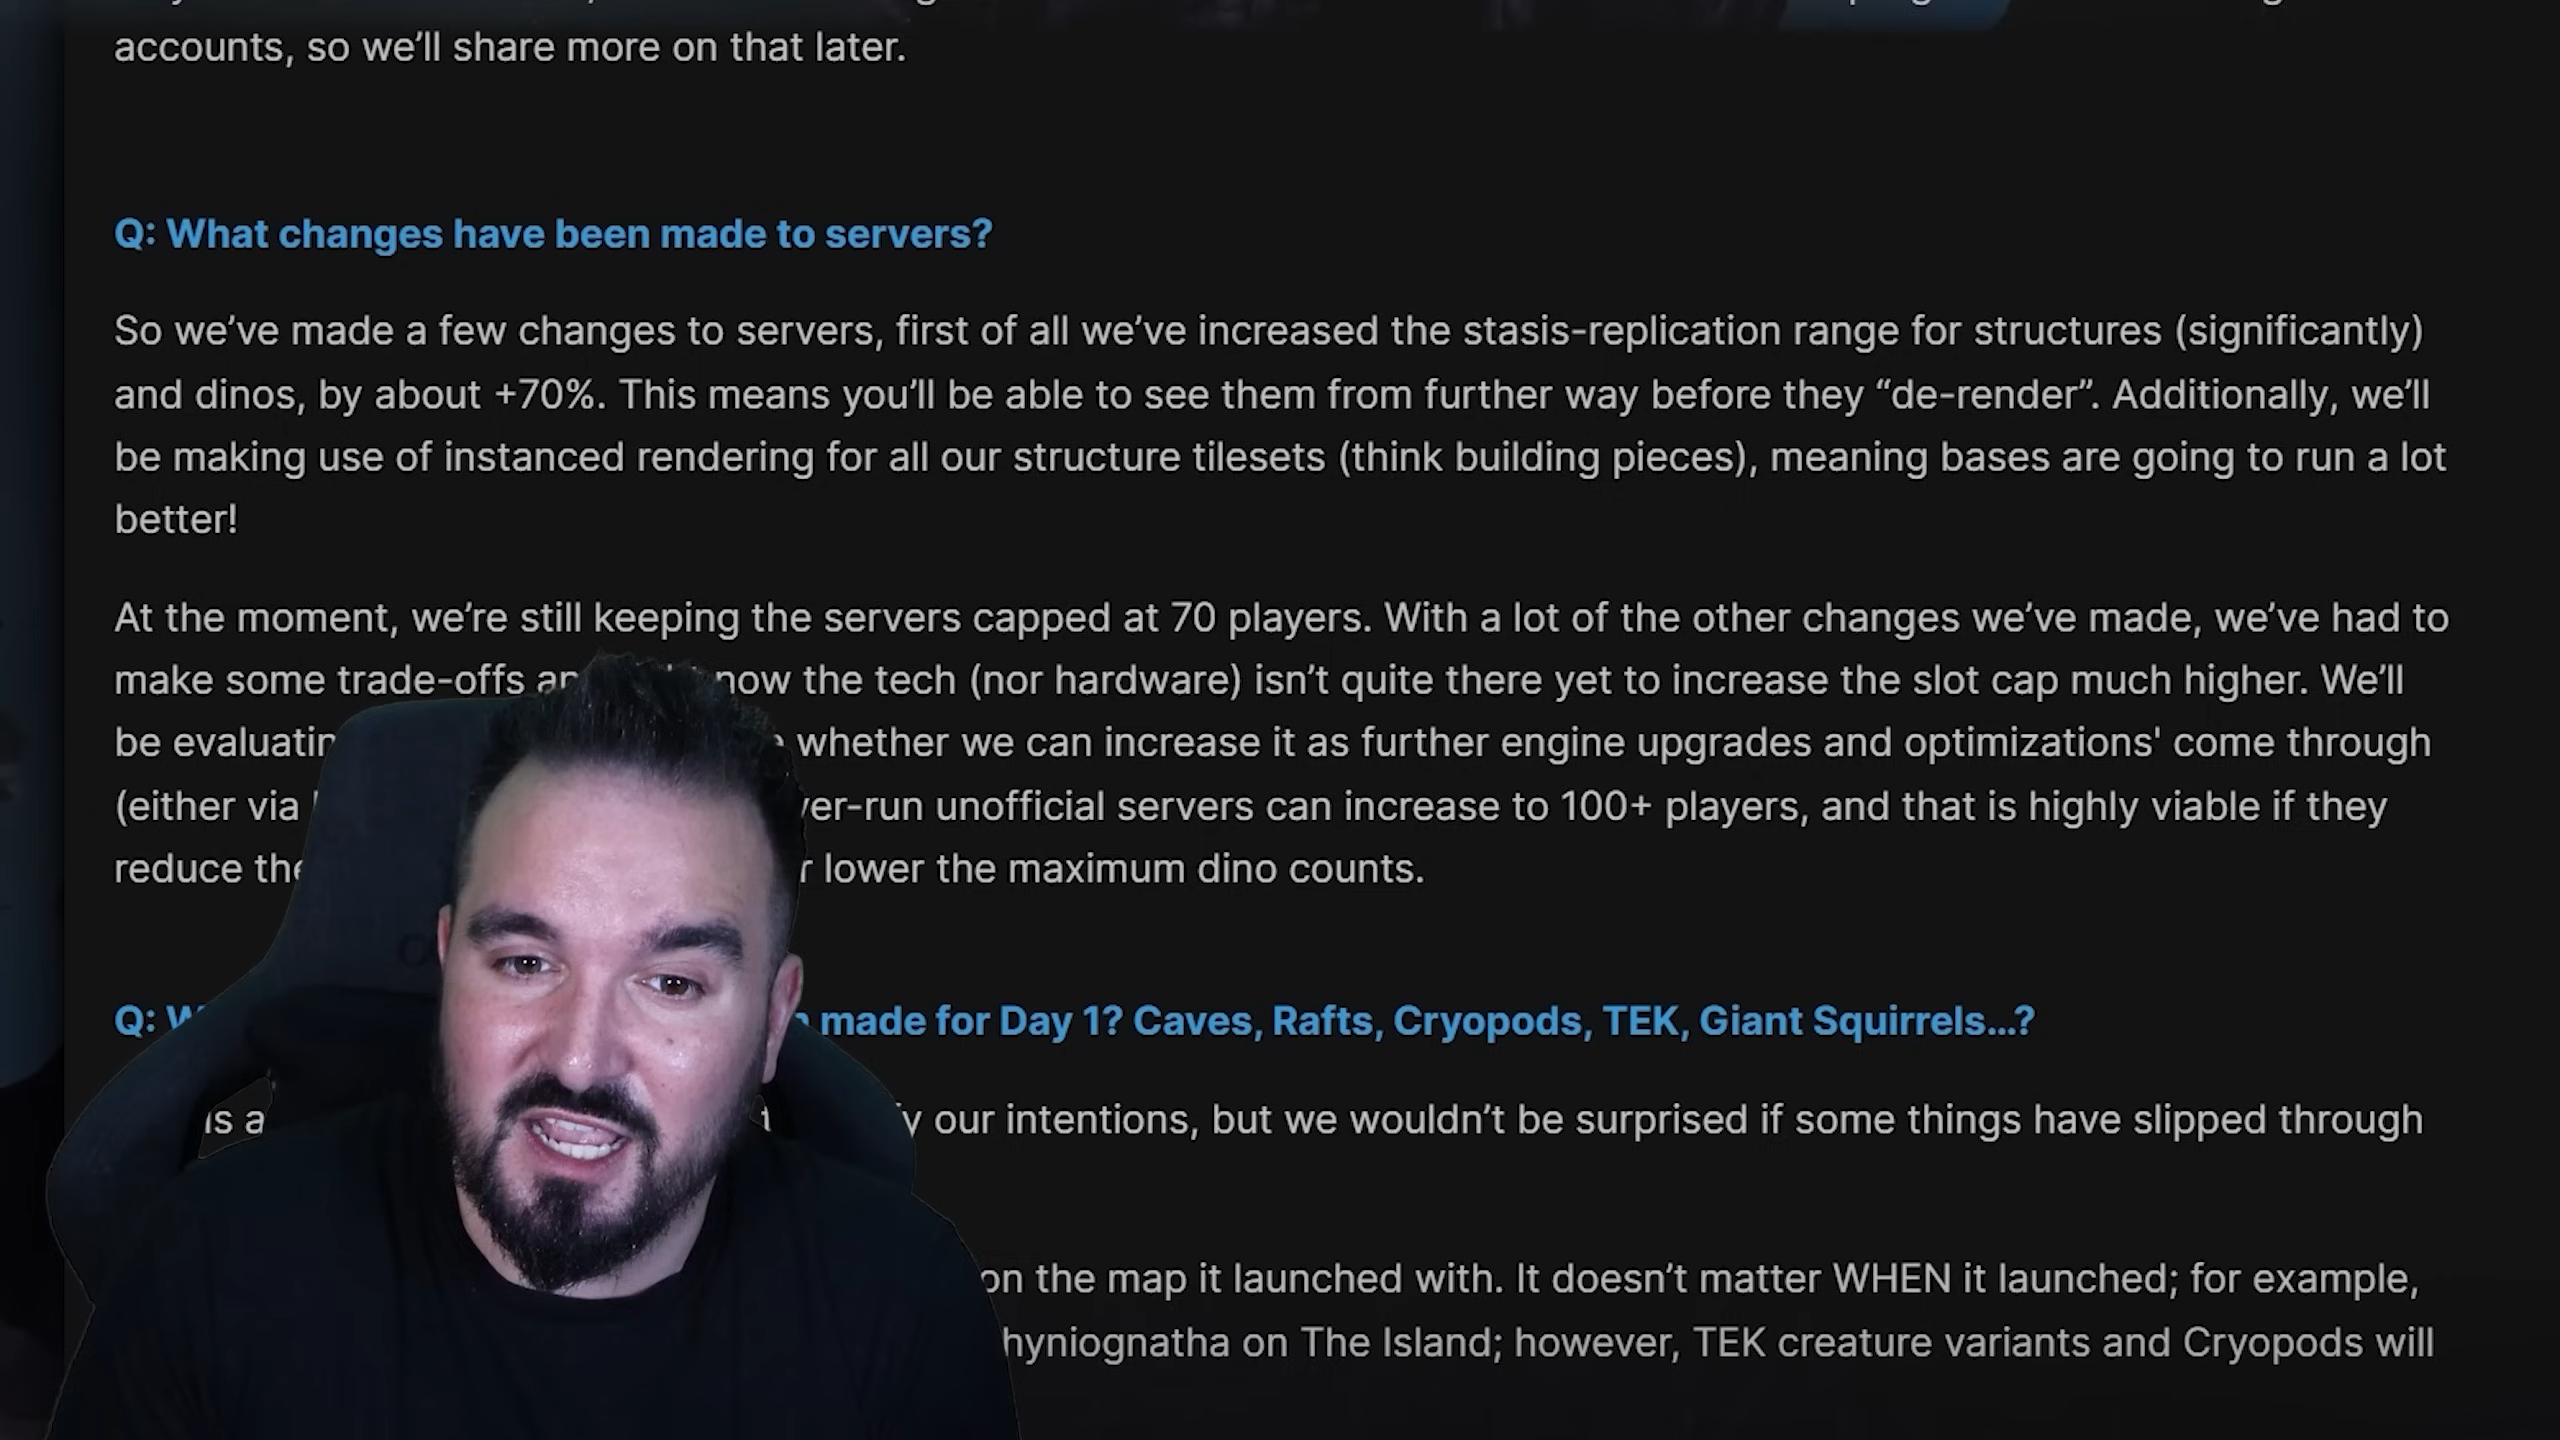 accounts, so we’ll share more on that later.
Q: What changes have been made to servers?
So we’ve made a few changes to servers, first of all we’ve increased the stasis-replication range for structures (significantly)
and dinos, by about +70%. This means you’ll be able to see them from further way before they “de-render”. Additionally, we’ll
be making use of instanced rendering for all our structure tilesets (think building pieces), meaning bases are going to run a lot
better!
At the moment, we’re still keeping the servers capped at 70 players. With a lot of the other changes we’ve made, we’ve had to
make some trade-offs now the tech (nor hardware) isn’t quite there yet to increase the slot cap much higher. We’ll
be whether we can increase it as further engine upgrades and optimizations' come through
(either via unofficial servers can increase to 100+ players, and that is highly viable if they
reduce lower the maximum dino counts.
Q: made for Day 1? Caves, Rafts, Cryopods, TEK, Giant Squirrels...?
our intentions, but we wouldn’t be surprised if some things have slipped through
on the map it launched with. It doesn’t matter WHEN it launched; for example,
on The Island; however, TEK creature variants and Cryopods will